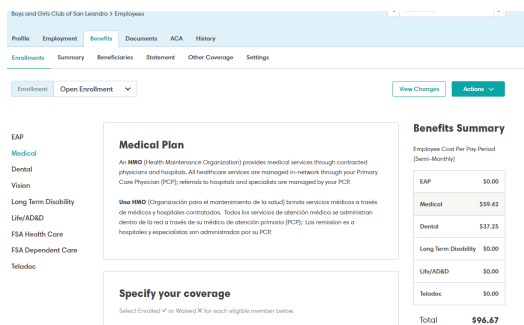 Boys and Girls Club of San Leandro > Employees
Profile Employment Benefits Documents ACA History
Enrollments Summary Beneficiaries Statement Other Coverage Settings
Enrollment Open Enrollment
View Changes Actions
EAP
Medical
Dental
Vision
Long Term Disability
Life/AD&D
FSA Health Care
FSA Dependent Care
Teladoc
Medical Plan
An HMO (Health Maintenance Organization) provides medical services through contracted
physicians and hospitals. All healthcare services are managed in-network through your Primary
Care Physician (PCP); referrals to hospitals and specialists are managed by your PCP.
Una HMO (Organización para el mantenimiento de la salud) brinda servicios médicos a través
de médicos y hospitales contratados. Todos los servicios de atención médica se administran
dentro de la red a través de su médico de atención primaria (PCP); Las remission es a
hospitales y especialistas son administradas por su PCP.
Specify your coverage
Select Enrolled ✓ or Waived ✕ for each eligible member below.
Benefits Summary
Employee Cost Per Pay Period
(Semi-Monthly)
EAP $0.00
Medical $59.42
Dental $37.25
Long Term Disability $0.00
Life/AD&D $0.00
Teladoc $0.00
Total $96.67